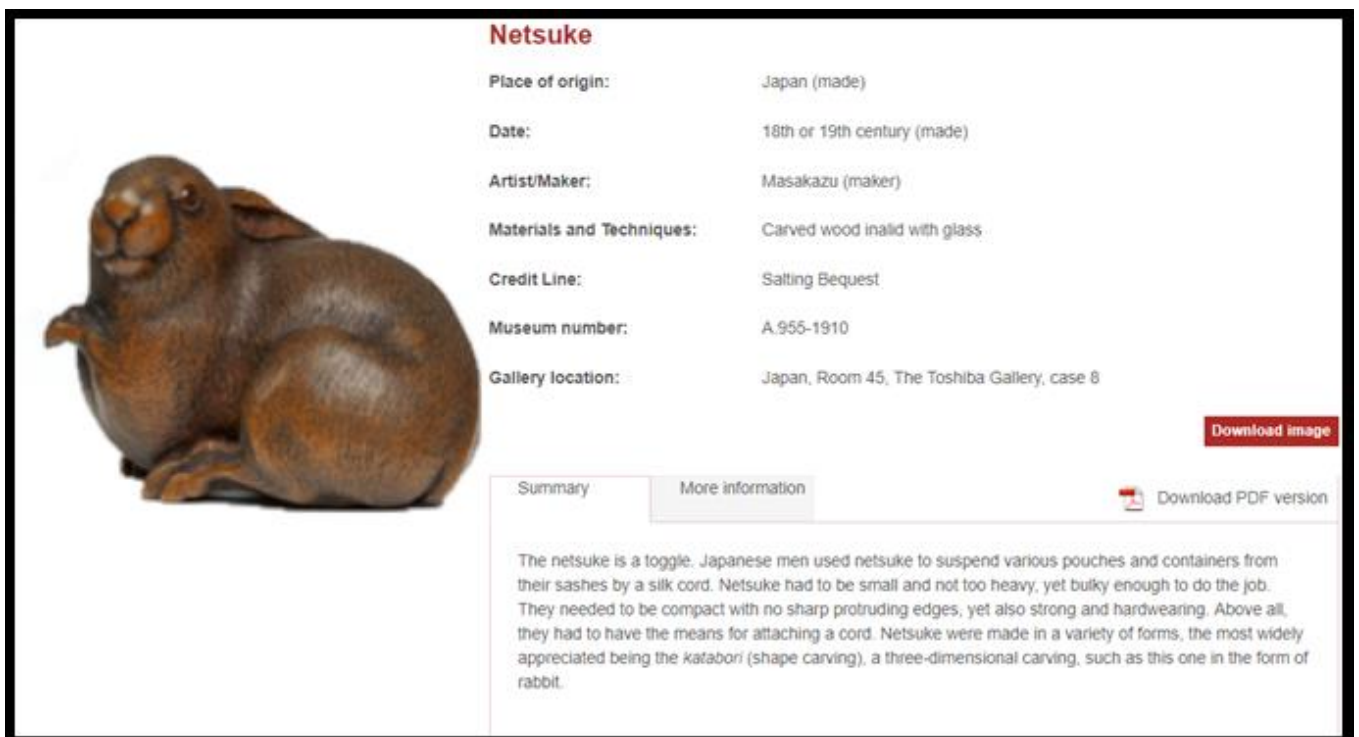 Netsuke
Place of origin: Japan (made)
Date: 18th or 19th century (made)
Artist/Maker: Masakazu (maker)
Materials and Techniques: Carved wood inalid with glass
Credit Line: Salting Bequest
Museum number: A.955-1910
Gallery location: Japan, Room 45, The Toshiba Gallery, case 8
Download image
Summary More information Download PDF version
The netsuke is a toggle. Japanese men used netsuke to suspend various pouches and containers from
their sashes by a silk cord. Netsuke had to be small and not too heavy, yet bulky enough to do the job.
They needed to be compact with no sharp protruding edges, yet also strong and hardwearing. Above all,
they had to have the means for attaching a cord. Netsuke were made in a variety of forms, the most widely
appreciated being the katabori (shape carving), a three-dimensional carving, such as this one in the form of
rabbit.